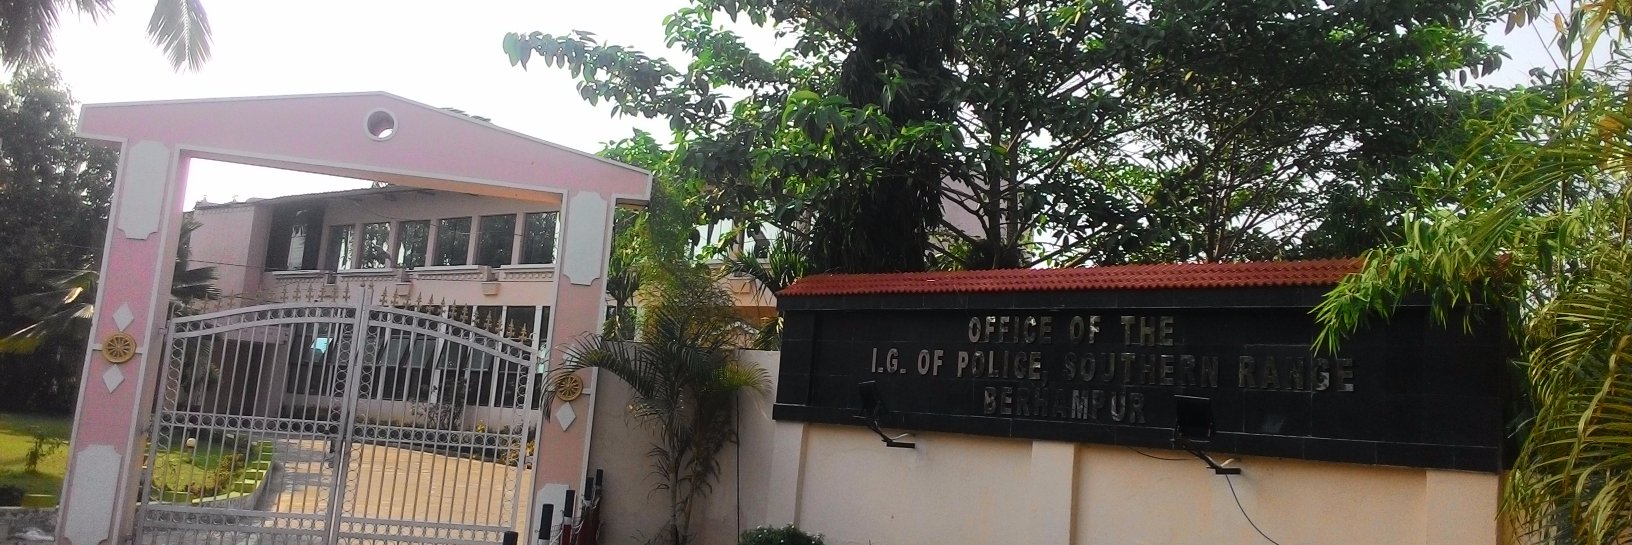 OFFICE OF THE
I.G. OF POLICE, SOUTHERN RANGE
BERHAMPUR